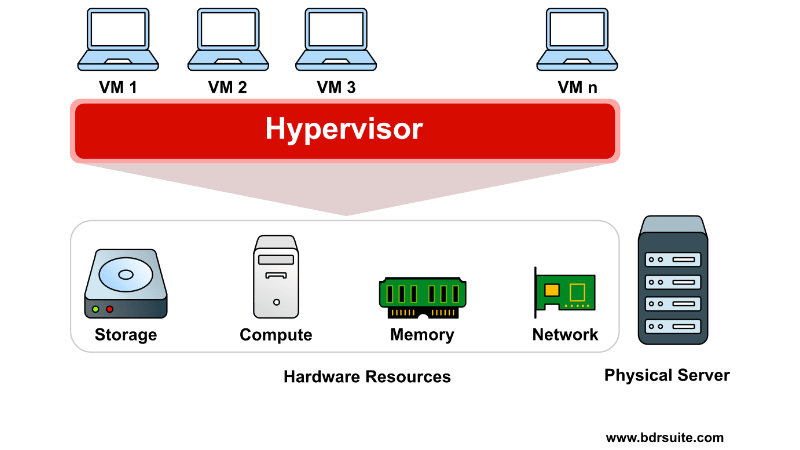 VM 1
VM 2
VM 3
VM n
Hypervisor
Storage
Compute
Memory
Network
Hardware Resources
Physical Server
www.bdrsuite.com